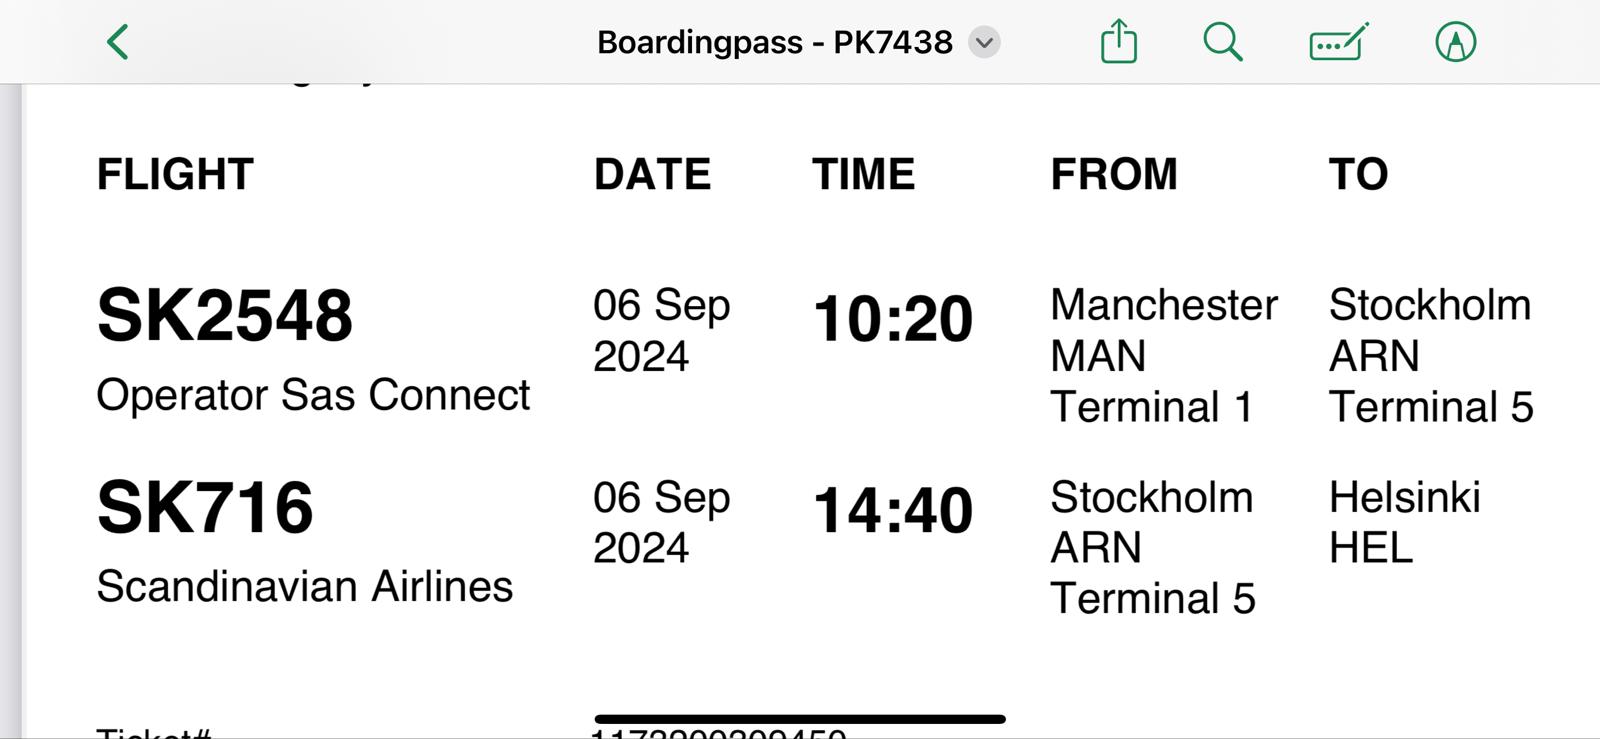 Boardingpass - PK7438
FLIGHT DATE TIME FROM TO
SK2548 06 Sep 10:20 Manchester Stockholm
2024 MAN ARN
Operator Sas Connect Terminal 1 Terminal 5
SK716 06 Sep 14:40 Stockholm Helsinki
2024 ARN HEL
Scandinavian Airlines Terminal 5
Ticket#